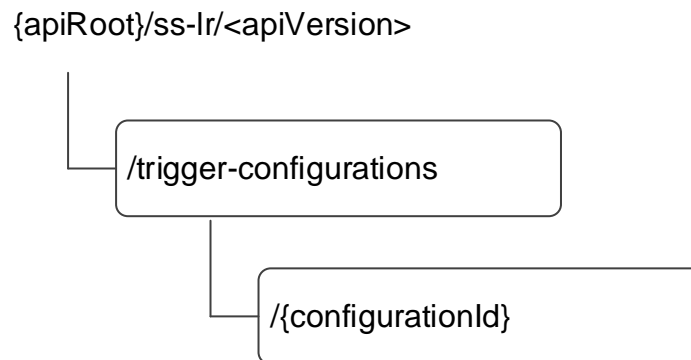 {apiRoot}/ss-lr/<apiVersion>
/trigger-configurations
/{configurationId}